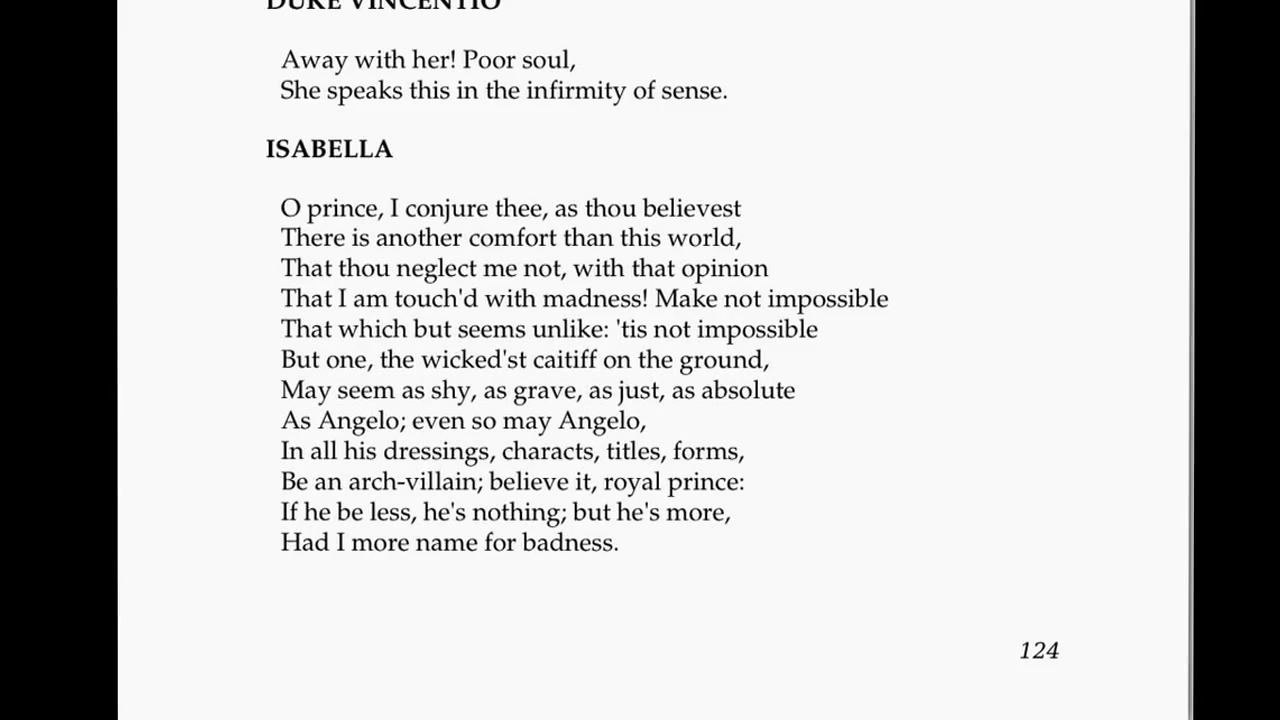 DUKE VINCENTIO
Away with her! Poor soul,
She speaks this in the infirmity of sense.
ISABELLA
O prince, I conjure thee, as thou believest
There is another comfort than this world,
That thou neglect me not, with that opinion
That I am touch'd with madness! Make not impossible
That which but seems unlike: 'tis not impossible
But one, the wicked'st caitiff on the ground,
May seem as shy, as grave, as just, as absolute
As Angelo; even so may Angelo,
In all his dressings, characts, titles, forms,
Be an arch-villain; believe it, royal prince:
If he be less, he's nothing; but he's more,
Had I more name for badness.
124